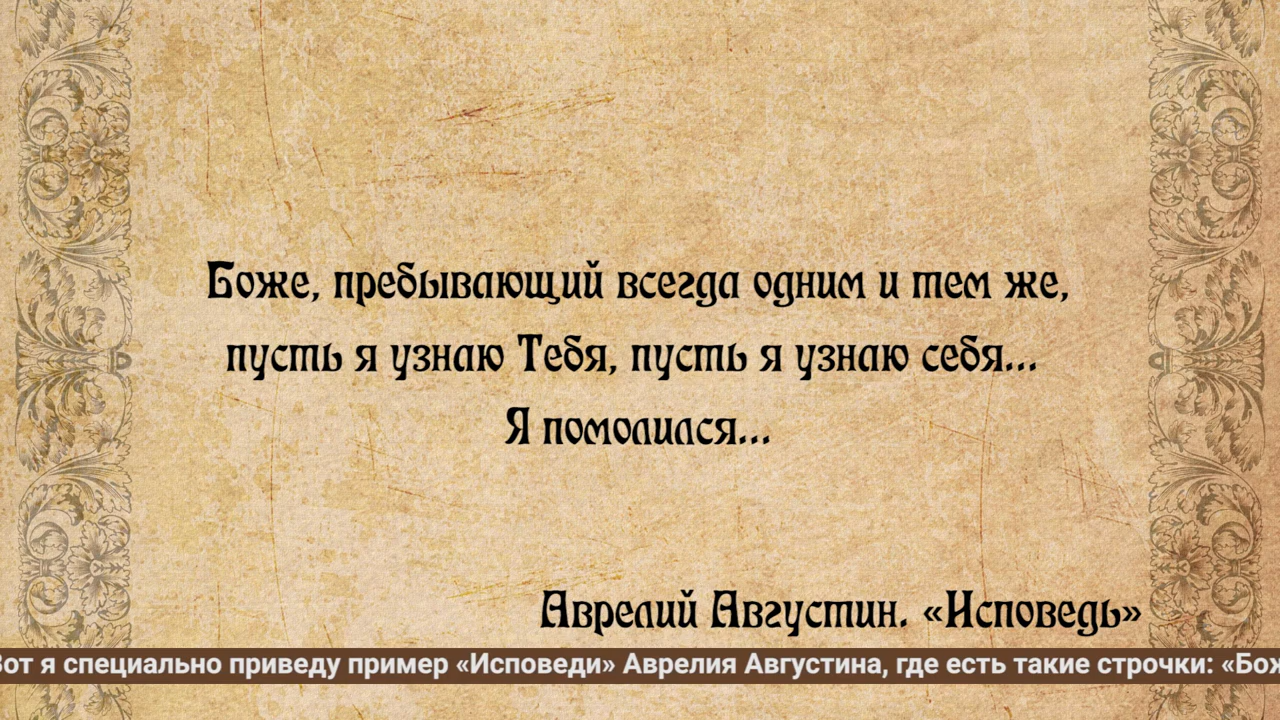 Боже, пребывающий всегда одним и тем же,
пусть я узнаю Тебя, пусть я узнаю себя...
Я помолился...
Аврелий Августин. «Исповедь»
Вот я специально приведу пример «Исповеди» Аврелия Августина, где есть такие строчки: «Бож